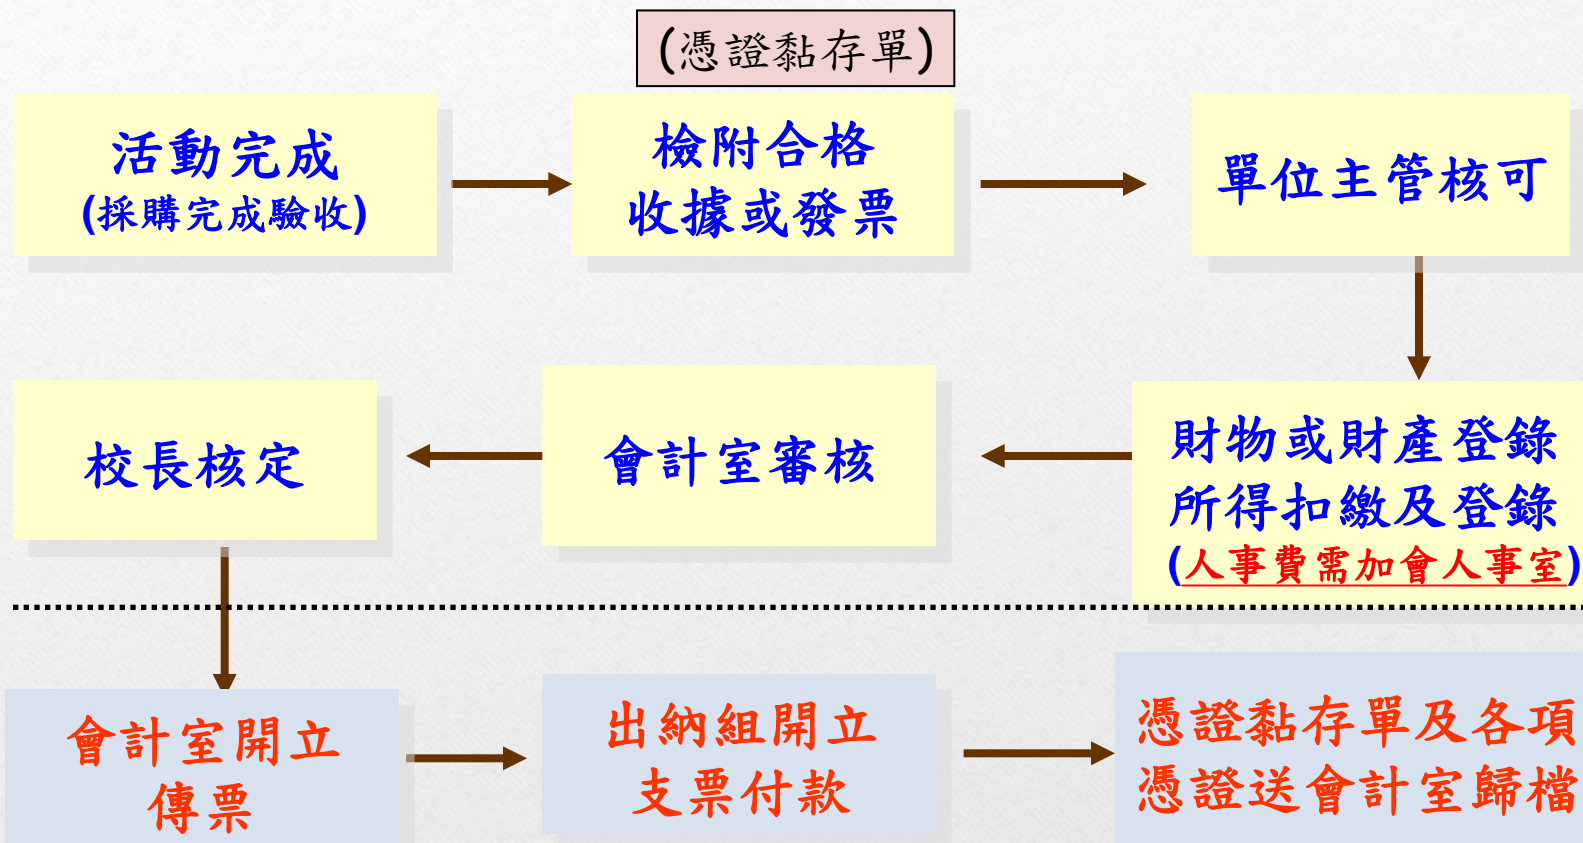 (憑證黏存單)
活動完成
(採購完成驗收)
檢附合格
收據或發票
單位主管核可
財物或財產登錄
所得扣繳及登錄
(人事費需加會人事室)
會計室審核
校長核定
會計室開立
傳票
出納組開立
支票付款
憑證黏存單及各項
憑證送會計室歸檔